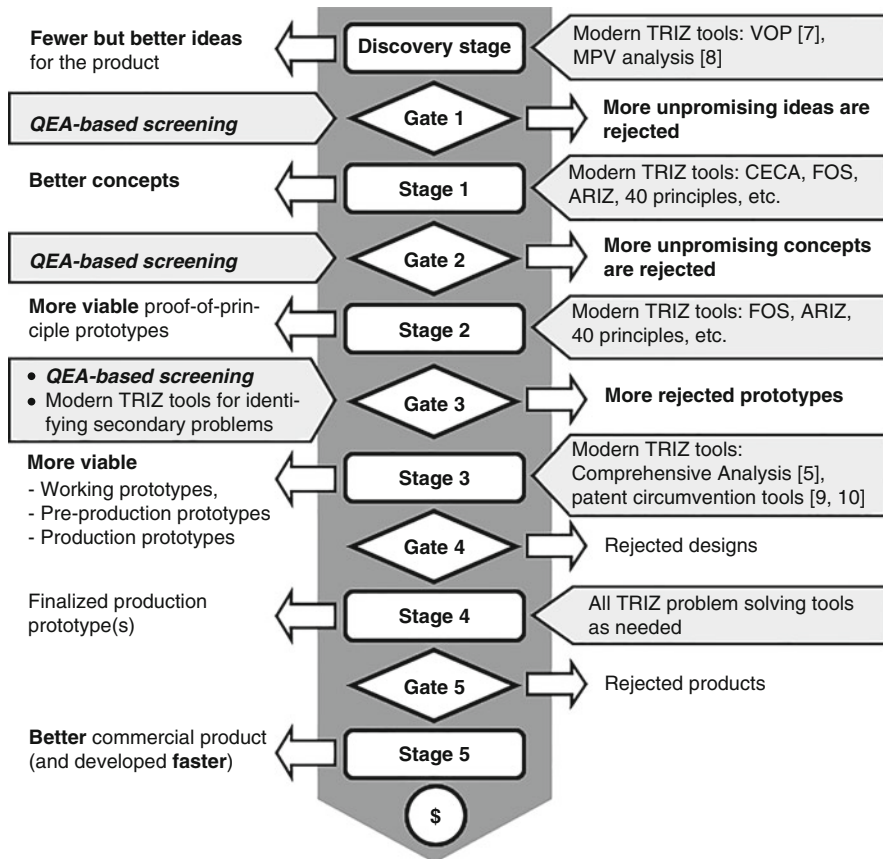 Fewer but better ideas
for the product
Discovery stage
Modern TRIZ tools: VOP [7],
MPV analysis [8]
QEA-based screening
Gate 1
More unpromising ideas are
rejected
Better concepts
Stage 1
Modern TRIZ tools: CECA, FOS,
ARIZ, 40 principles, etc.
QEA-based screening
Gate 2
More unpromising concepts
are rejected
More viable proof-of-prin-
ciple prototypes
Stage 2
Modern TRIZ tools: FOS, ARIZ,
40 principles, etc.
• QEA-based screening
• Modern TRIZ tools for identi-
fying secondary problems
Gate 3
More rejected prototypes
More viable
- Working prototypes,
- Pre-production prototypes
- Production prototypes
Stage 3
Modern TRIZ tools:
Comprehensive Analysis [5],
patent circumvention tools [9, 10]
Gate 4
Rejected designs
Finalized production
prototype(s)
Stage 4
All TRIZ problem solving tools
as needed
Gate 5
Rejected products
Better commercial product
(and developed faster)
Stage 5
$